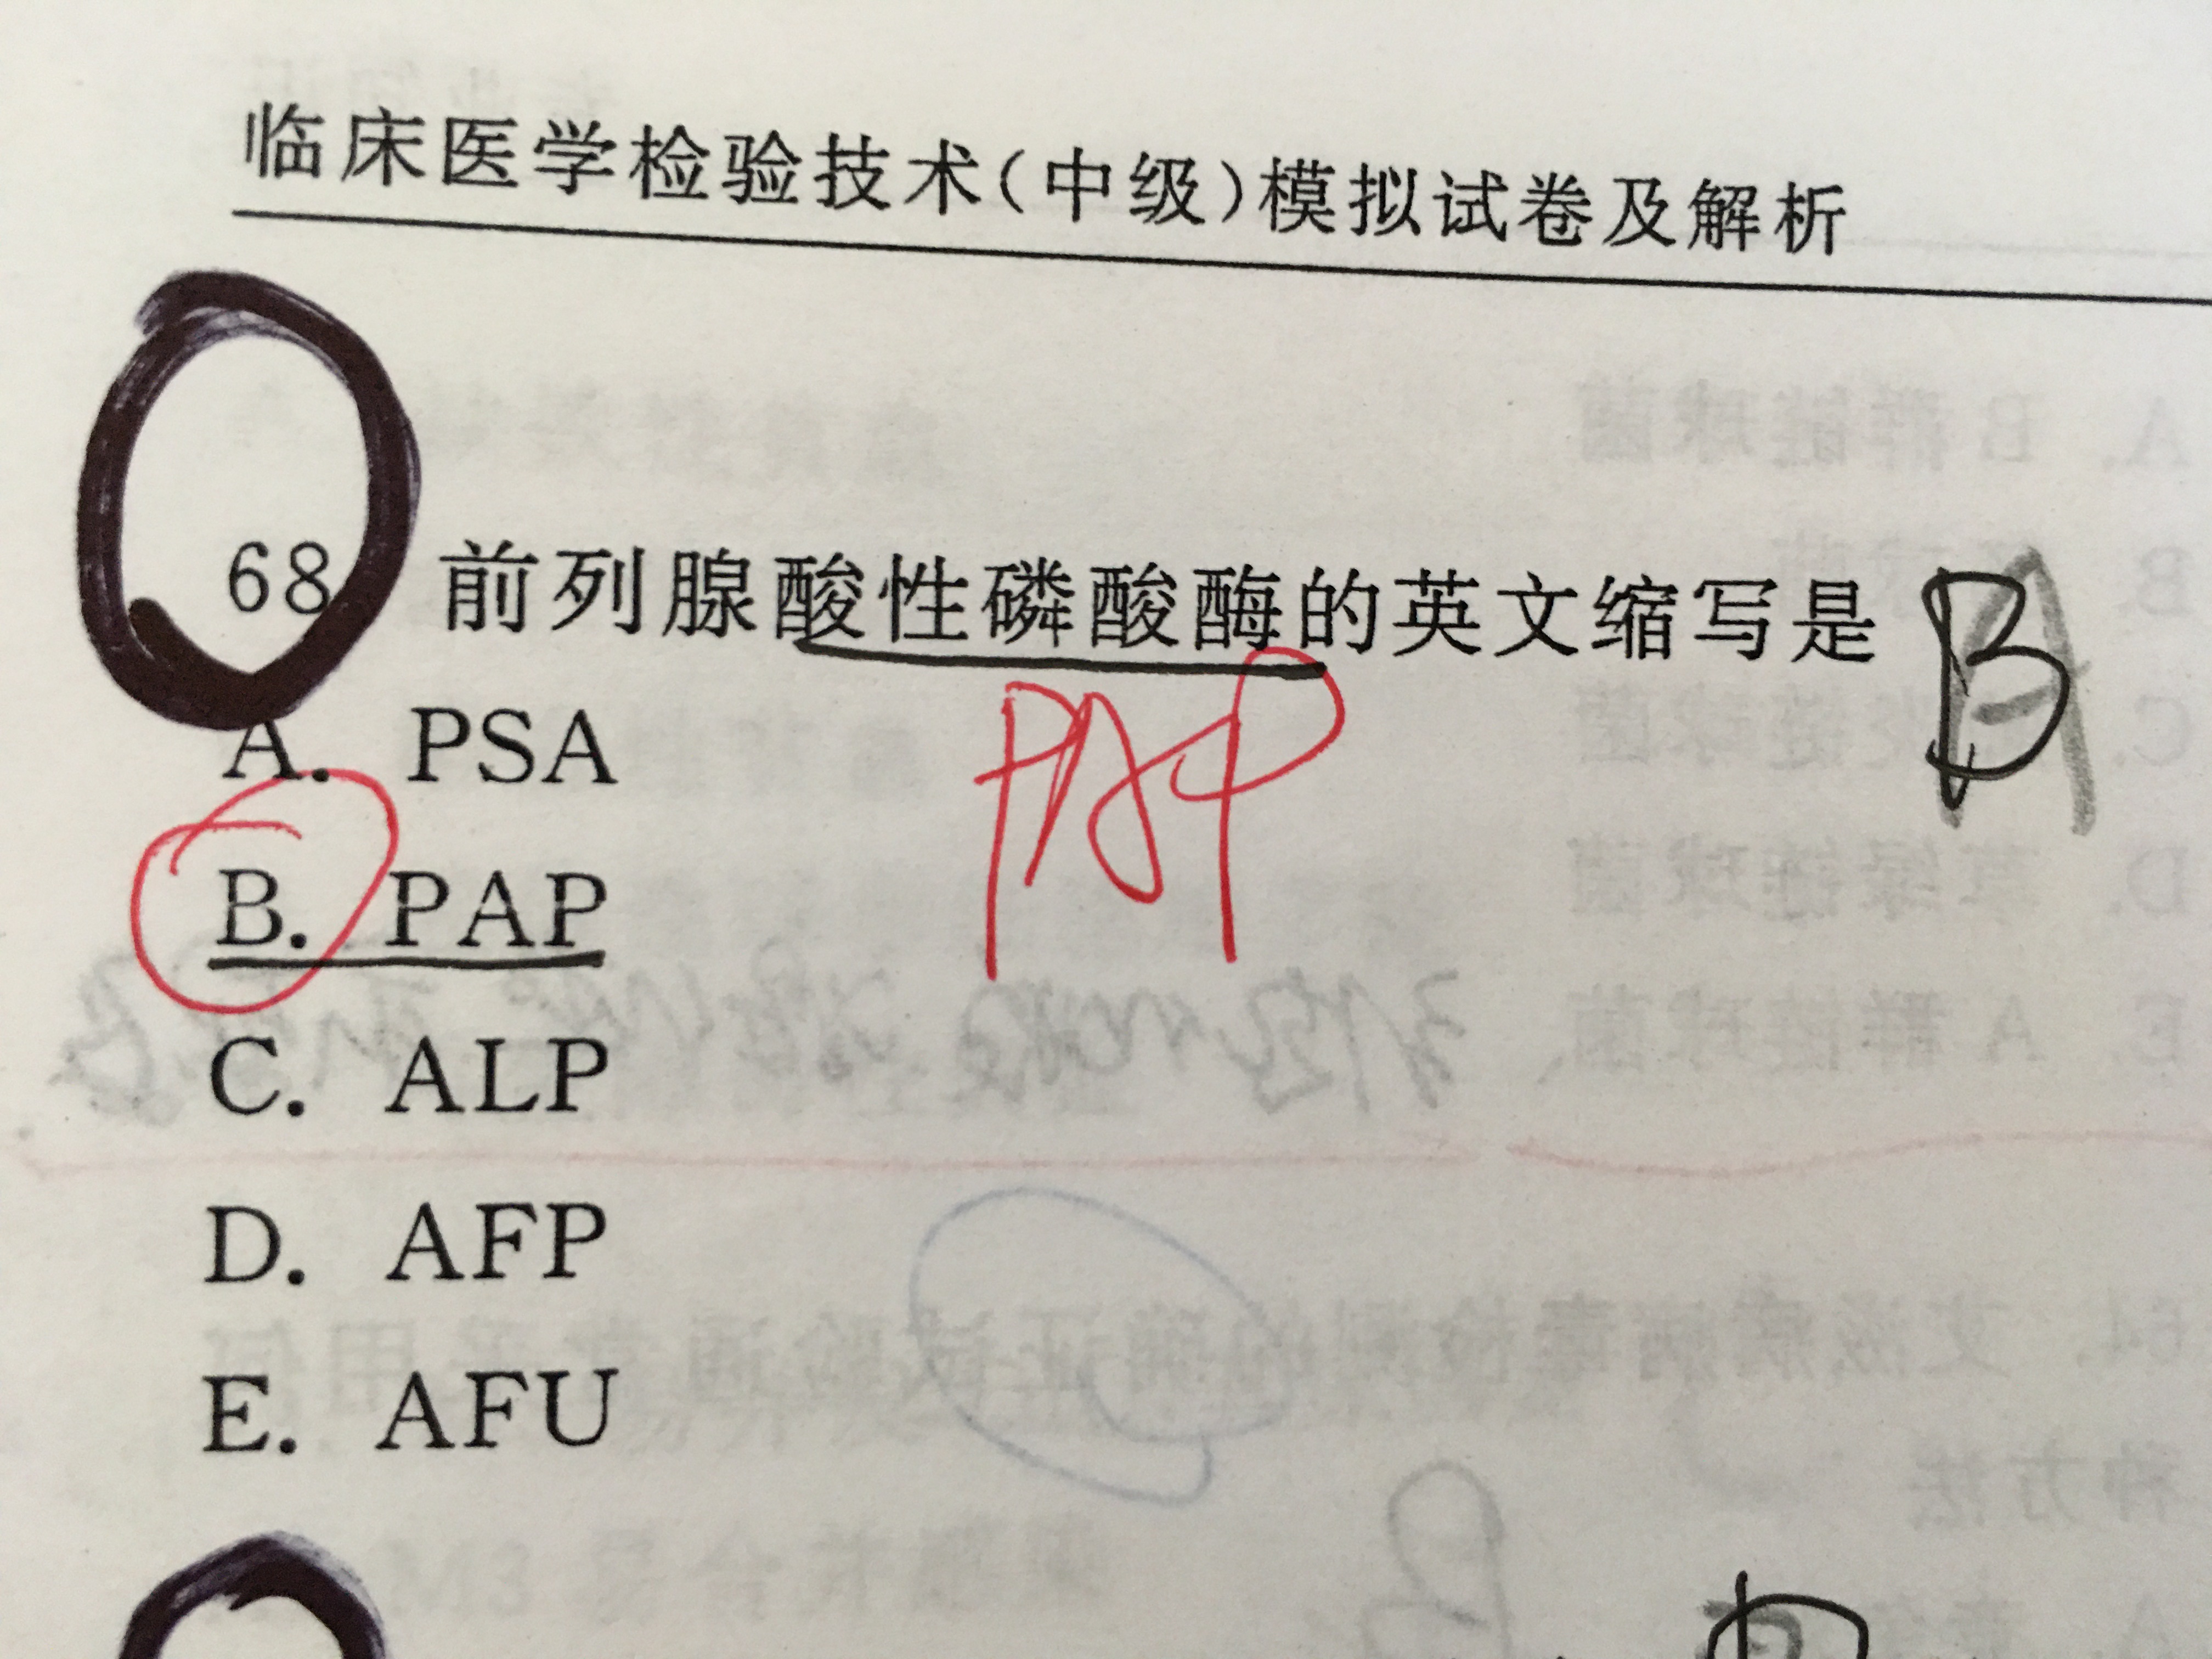 临床医学检验技术(中级)模拟试卷及解析
68 前列腺酸性磷酸酶的英文缩写是 B
A. PSA
B. PAP
C. ALP
D. AFP
E. AFU